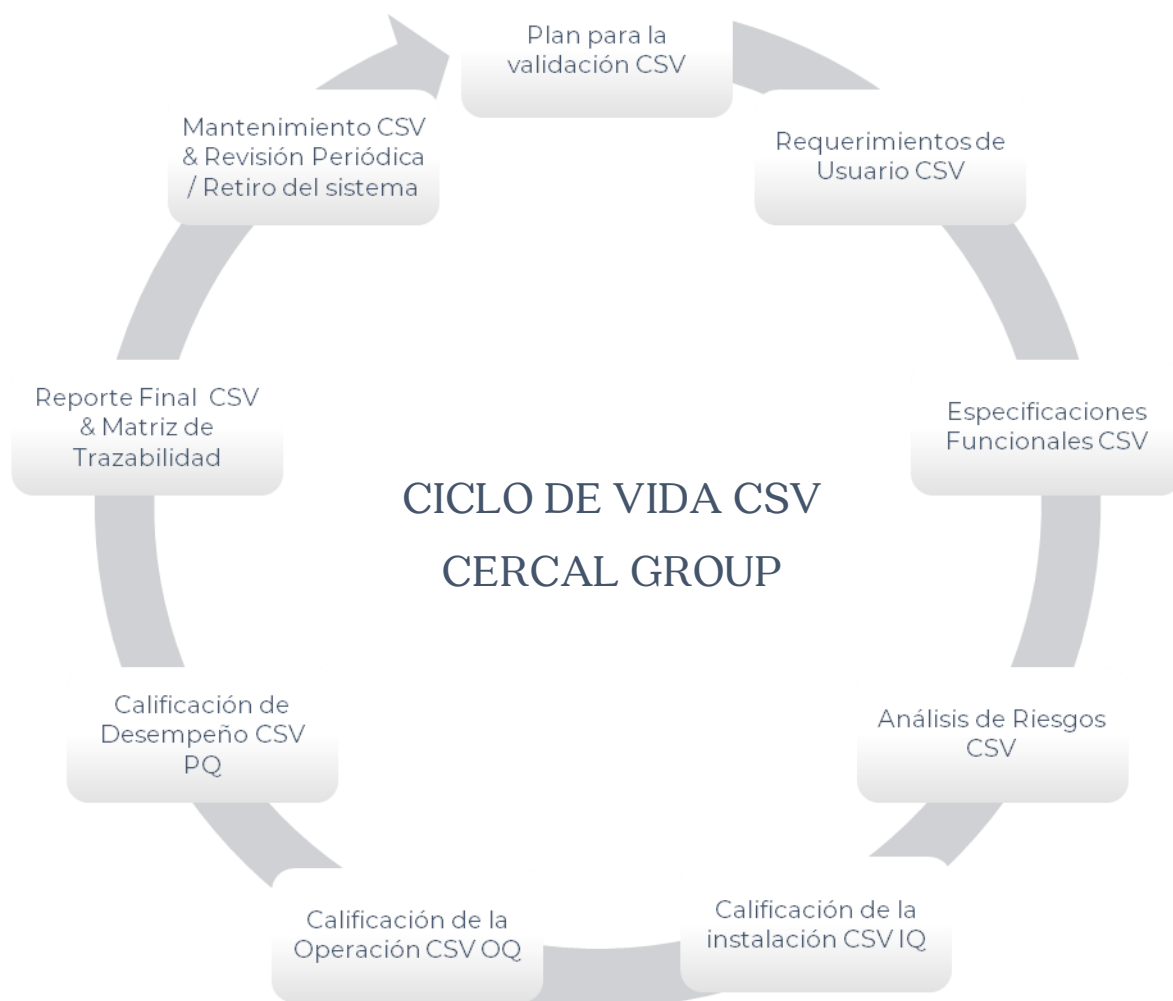 Plan para la
validación CSV
Requerimientos de
Usuario CSV
Especificaciones
Funcionales CSV
Análisis de Riesgos
CSV
Calificación de la
instalación CSV IQ
Calificación de la
Operación CSV OQ
Calificación de
Desempeño CSV
PQ
Reporte Final CSV
& Matriz de
Trazabilidad
Mantenimiento CSV
& Revisión Periódica
/ Retiro del sistema
CICLO DE VIDA CSV
CERCAL GROUP